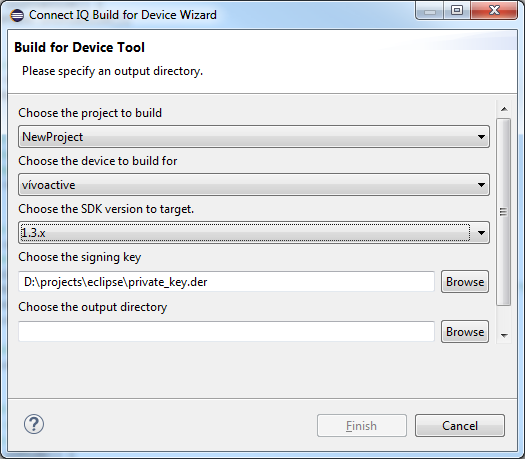 Connect IQ Build for Device Wizard
Build for Device Tool
Please specify an output directory.
Choose the project to build
NewProject
Choose the device to build for
vívoactive
Choose the SDK version to target.
1.3.x
Choose the signing key
D:\projects\eclipse\private_key.der
Browse
Choose the output directory
Browse
?
Finish
Cancel